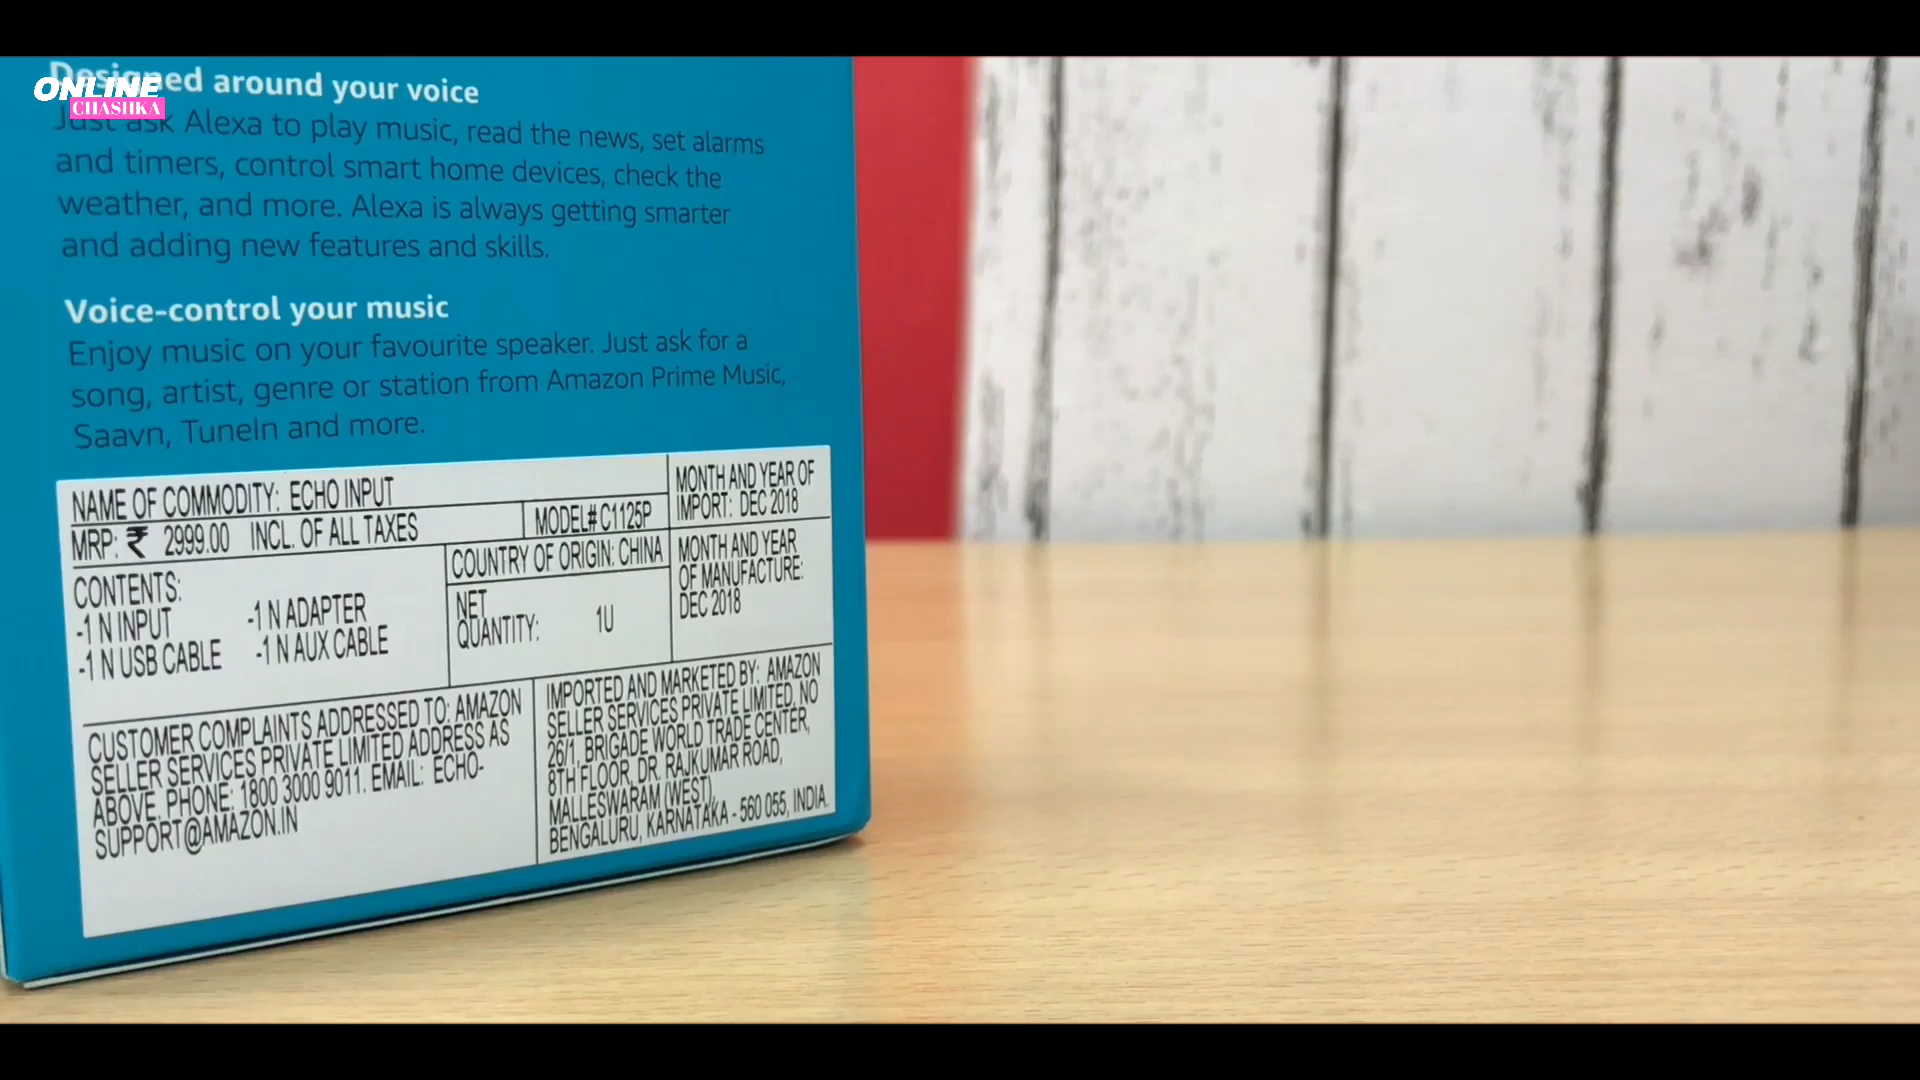 ONLINE
CHASHKA
Designed around your voice
Just ask Alexa to play music, read the news, set alarms
and timers, control smart home devices, check the
weather, and more. Alexa is always getting smarter
and adding new features and skills.
Voice-control your music
Enjoy music on your favourite speaker. Just ask for a
song, artist, genre or station from Amazon Prime Music,
Saavn, TuneIn and more.
NAME OF COMMODITY: ECHO INPUT
MRP: ₹ 2999.00 INCL. OF ALL TAXES
MODEL# C1125P
MONTH AND YEAR OF
IMPORT: DEC 2018
CONTENTS:
-1 N INPUT -1 N ADAPTER
-1 N USB CABLE -1 N AUX CABLE
COUNTRY OF ORIGIN: CHINA
NET
QUANTITY: 1U
MONTH AND YEAR
OF MANUFACTURE:
DEC 2018
CUSTOMER COMPLAINTS ADDRESSED TO: AMAZON
SELLER SERVICES PRIVATE LIMITED ADDRESS AS
ABOVE. PHONE: 1800 3000 9011. EMAIL: ECHO-
SUPPORT@AMAZON.IN
IMPORTED AND MARKETED BY: AMAZON
SELLER SERVICES PRIVATE LIMITED, NO
26/1, BRIGADE WORLD TRADE CENTER,
8TH FLOOR, DR. RAJKUMAR ROAD,
MALLESWARAM (WEST),
BENGALURU, KARNATAKA - 560 055, INDIA.